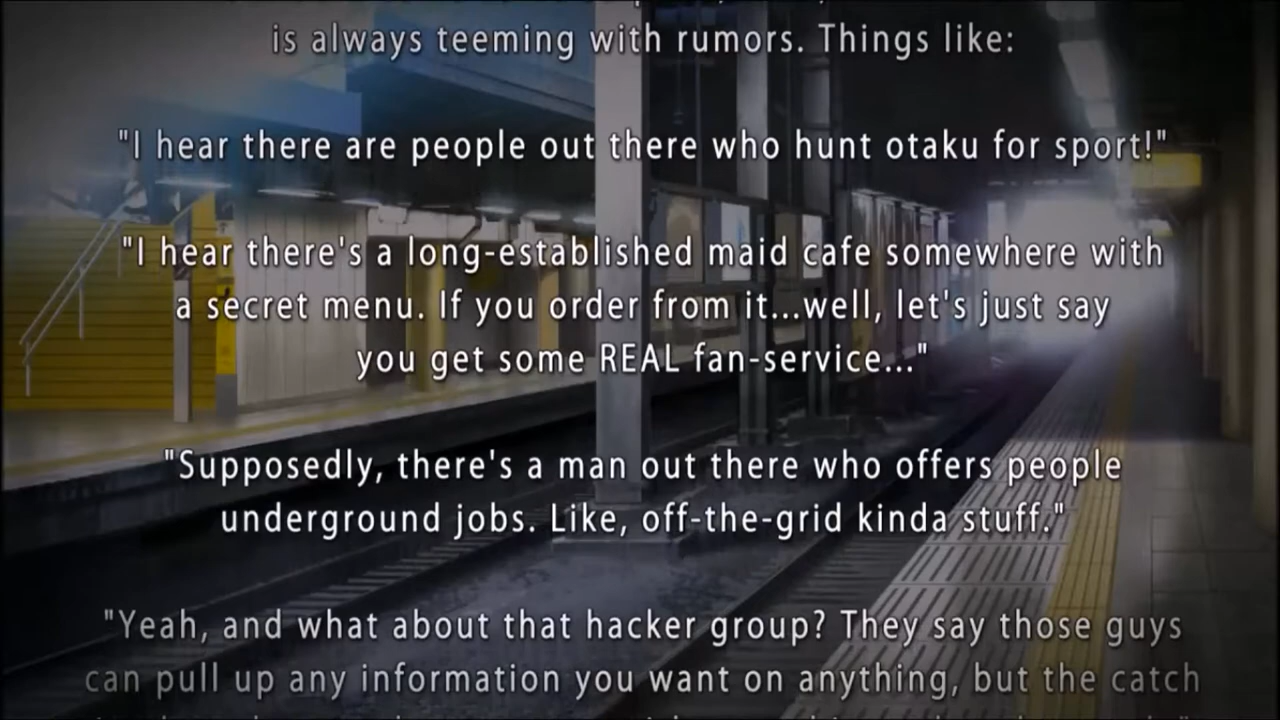 is always teeming with rumors. Things like:
"I hear there are people out there who hunt otaku for sport!"
"I hear there's a long-established maid cafe somewhere with
a secret menu. If you order from it...well, let's just say
you get some REAL fan-service..."
"Supposedly, there's a man out there who offers people
underground jobs. Like, off-the-grid kinda stuff."
"Yeah, and what about that hacker group? They say those guys
can pull up any information you want on anything, but the catch